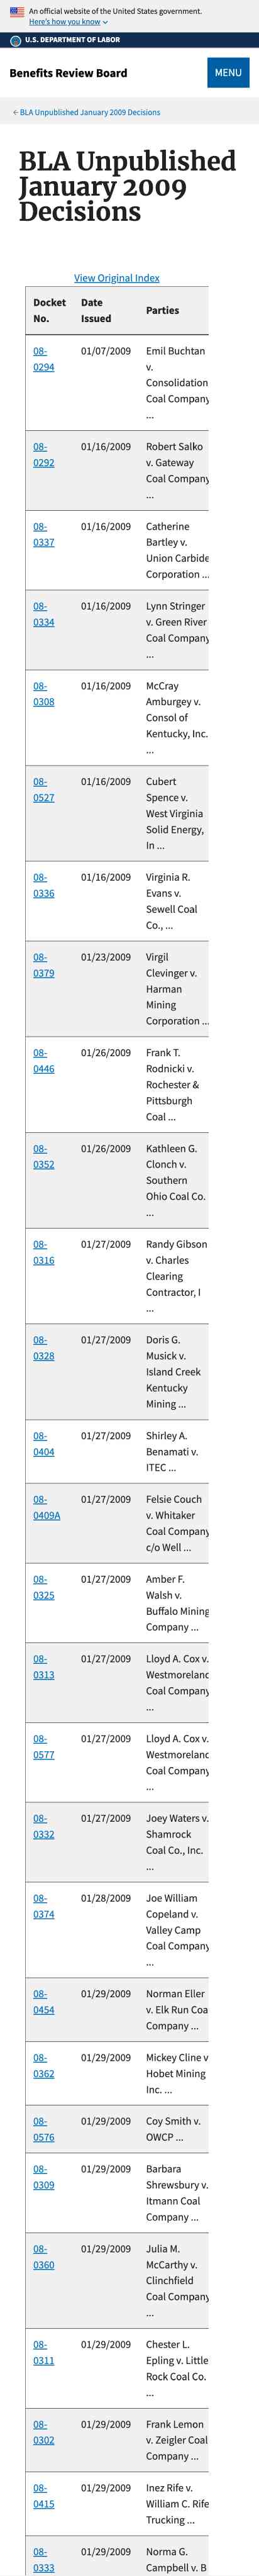 An official website of the United States government.
Here's how you know
U.S. DEPARTMENT OF LABOR
Benefits Review Board
MENU
← BLA Unpublished January 2009 Decisions
BLA Unpublished
January 2009
Decisions
View Original Index
Docket No. Date Issued Parties
08-
0294
01/07/2009
Emil Buchtan
v.
Consolidation
Coal Company
...
08-
0292
01/16/2009
Robert Salko
v. Gateway
Coal Company
...
08-
0337
01/16/2009
Catherine
Bartley v.
Union Carbide
Corporation ...
08-
0334
01/16/2009
Lynn Stringer
v. Green River
Coal Company
...
08-
0308
01/16/2009
McCray
Amburgey v.
Consol of
Kentucky, Inc.
...
08-
0527
01/16/2009
Cubert
Spence v.
West Virginia
Solid Energy,
In ...
08-
0336
01/16/2009
Virginia R.
Evans v.
Sewell Coal
Co., ...
08-
0379
01/23/2009
Virgil
Clevinger v.
Harman
Mining
Corporation ...
08-
0446
01/26/2009
Frank T.
Rodnicki v.
Rochester &
Pittsburgh
Coal ...
08-
0352
01/26/2009
Kathleen G.
Clonch v.
Southern
Ohio Coal Co.
...
08-
0316
01/27/2009
Randy Gibson
v. Charles
Clearing
Contractor, I
...
08-
0328
01/27/2009
Doris G.
Musick v.
Island Creek
Kentucky
Mining ...
08-
0404
01/27/2009
Shirley A.
Benamati v.
ITEC ...
08-
0409A
01/27/2009
Felsie Couch
v. Whitaker
Coal Company
c/o Well ...
08-
0325
01/27/2009
Amber F.
Walsh v.
Buffalo Mining
Company ...
08-
0313
01/27/2009
Lloyd A. Cox v.
Westmoreland
Coal Company
...
08-
0577
01/27/2009
Lloyd A. Cox v.
Westmoreland
Coal Company
...
08-
0332
01/27/2009
Joey Waters v.
Shamrock
Coal Co., Inc.
...
08-
0374
01/28/2009
Joe William
Copeland v.
Valley Camp
Coal Company
...
08-
0454
01/29/2009
Norman Eller
v. Elk Run Coa
Company ...
08-
0362
01/29/2009
Mickey Cline v
Hobet Mining
Inc. ...
08-
0576
01/29/2009
Coy Smith v.
OWCP ...
08-
0309
01/29/2009
Barbara
Shrewsbury v.
Itmann Coal
Company ...
08-
0360
01/29/2009
Julia M.
McCarthy v.
Clinchfield
Coal Company
...
08-
0311
01/29/2009
Chester L.
Epling v. Little
Rock Coal Co.
...
08-
0302
01/29/2009
Frank Lemon
v. Zeigler Coal
Company ...
08-
0415
01/29/2009
Inez Rife v.
William C. Rife
Trucking ...
08-
0333
01/29/2009
Norma G.
Campbell v. B